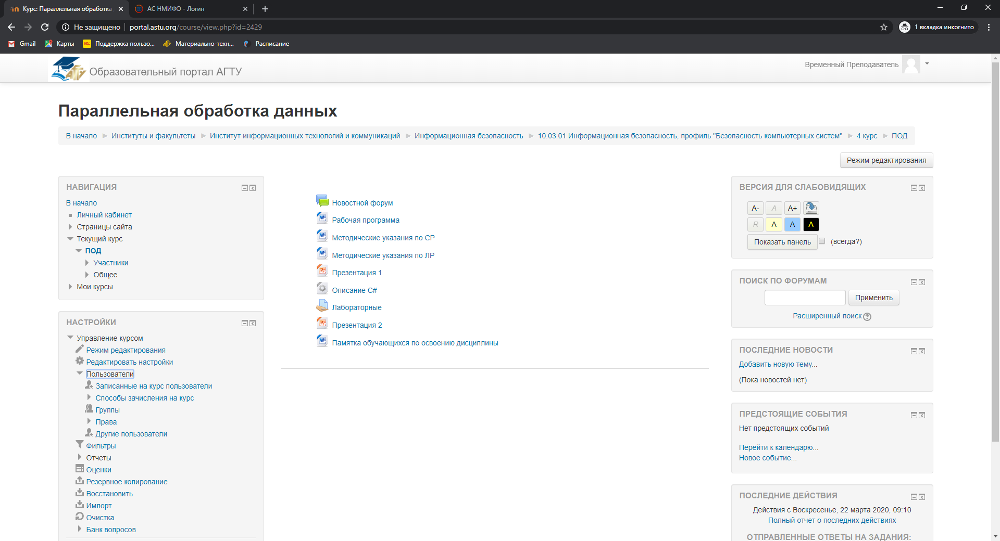 Курс: Параллельная обработка
АС НМИФО - Логин
Не защищено
portal.astu.org/course/view.php?id=2429
1 вкладка инкогнито
Gmail
Карты
Поддержка пользо...
Материально-техн...
Расписание
АГТУ
Образовательный портал АГТУ
Временный Преподаватель
Параллельная обработка данных
В начало ► Институты и факультеты ► Институт информационных технологий и коммуникаций ► Информационная безопасность ► 10.03.01 Информационная безопасность, профиль "Безопасность компьютерных систем" ► 4 курс ► ПОД
Режим редактирования
НАВИГАЦИЯ
В начало
Личный кабинет
Страницы сайта
Текущий курс
ПОД
Участники
Общее
Мои курсы
НАСТРОЙКИ
Управление курсом
Режим редактирования
Редактировать настройки
Пользователи
Записанные на курс пользователи
Способы зачисления на курс
Группы
Права
Другие пользователи
Фильтры
Отчеты
Оценки
Резервное копирование
Восстановить
Импорт
Очистка
Банк вопросов
Новостной форум
Рабочая программа
Методические указания по СР
Методические указания по ЛР
Презентация 1
Описание C#
Лабораторные
Презентация 2
Памятка обучающихся по освоению дисциплины
ВЕРСИЯ ДЛЯ СЛАБОВИДЯЩИХ
A- A A+
R A A A
Показать панель (всегда?)
ПОИСК ПО ФОРУМАМ
Применить
Расширенный поиск
ПОСЛЕДНИЕ НОВОСТИ
Добавить новую тему...
(Пока новостей нет)
ПРЕДСТОЯЩИЕ СОБЫТИЯ
Нет предстоящих событий
Перейти к календарю...
Новое событие...
ПОСЛЕДНИЕ ДЕЙСТВИЯ
Действия с Воскресенье, 22 марта 2020, 09:10
Полный отчет о последних действиях
ОТПРАВЛЕННЫЕ ОТВЕТЫ НА ЗАДАНИЯ: